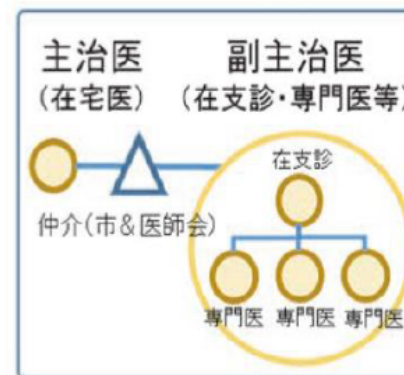 主治医 副主治医
(在宅医) (在支診・専門医等)
在支診
仲介(市&医師会)
専門医 専門医 専門医